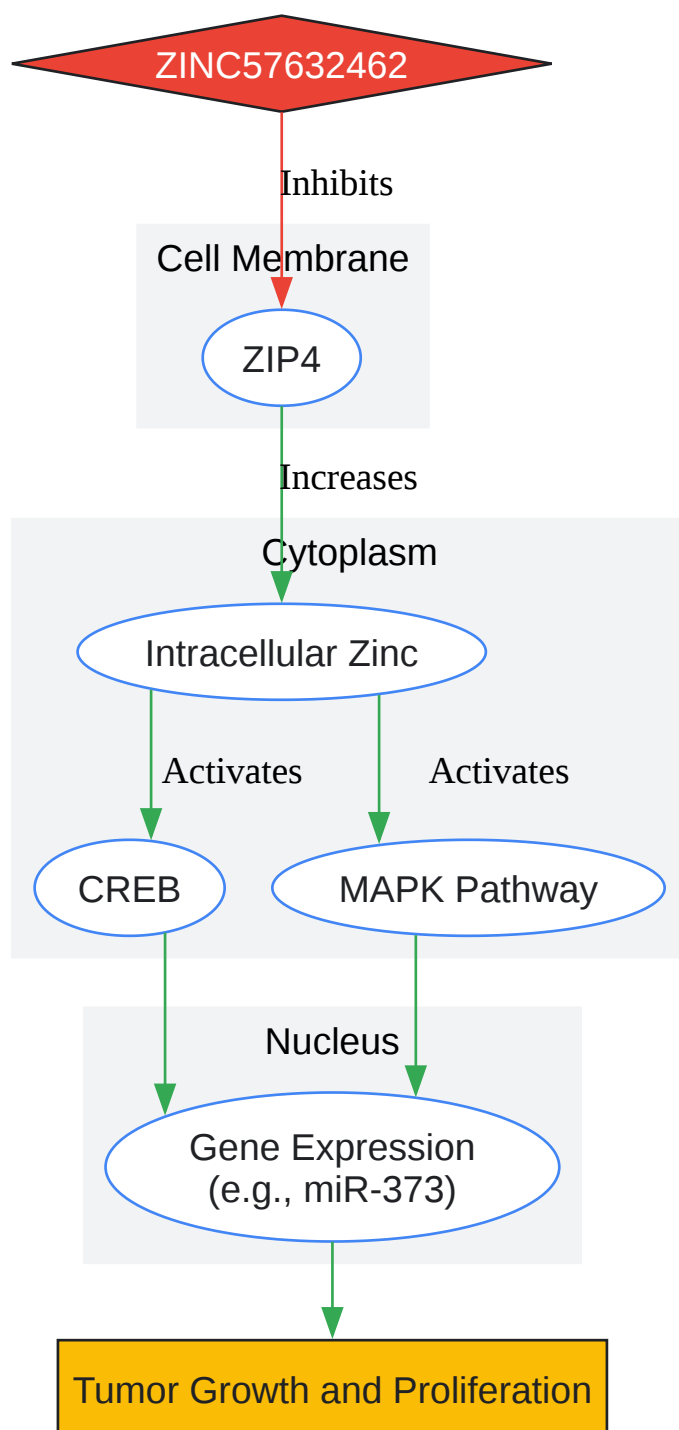 ZINC57632462
Inhibits
Cell Membrane
ZIP4
Increases
Cytoplasm
Intracellular Zinc
Activates
Activates
CREB
MAPK Pathway
Nucleus
Gene Expression
(e.g., miR-373)
Tumor Growth and Proliferation